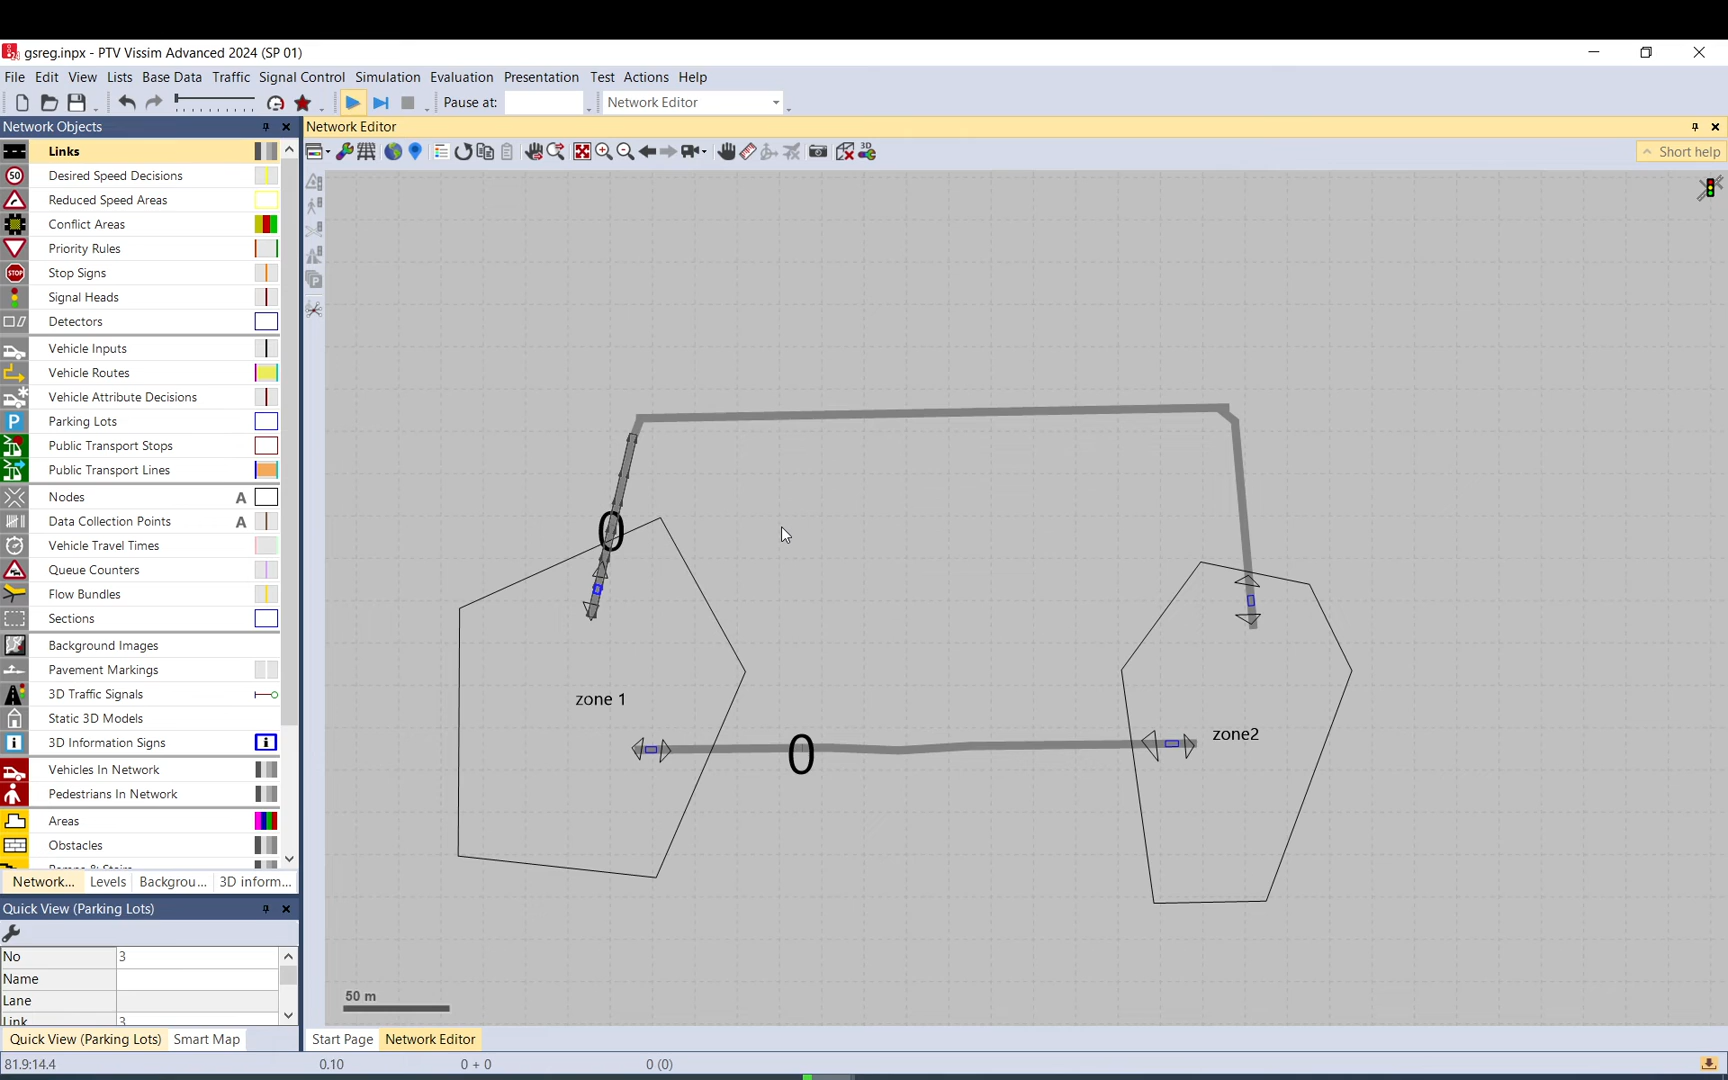 gsreg.inpx - PTV Vissim Advanced 2024 (SP 01)
File Edit View Lists Base Data Traffic Signal Control Simulation Evaluation Presentation Test Actions Help
Pause at: Network Editor
Network Objects
Network Editor
Short help
Links
50 Desired Speed Decisions
Reduced Speed Areas
Conflict Areas
Priority Rules
STOP Stop Signs
Signal Heads
Detectors
Vehicle Inputs
Vehicle Routes
Vehicle Attribute Decisions
P Parking Lots
Public Transport Stops
Public Transport Lines
Nodes A
Data Collection Points A
Vehicle Travel Times
Queue Counters
Flow Bundles
Sections
Background Images
Pavement Markings
3D Traffic Signals
Static 3D Models
3D Information Signs
Vehicles In Network
Pedestrians In Network
Areas
Obstacles
Network... Levels Backgrou... 3D inform...
0
zone 1
0
zone2
50 m
Quick View (Parking Lots)
No 3
Name
Lane
Link 3
Quick View (Parking Lots) Smart Map
Start Page Network Editor
81.9:14.4 0.10 0 + 0 0 (0)